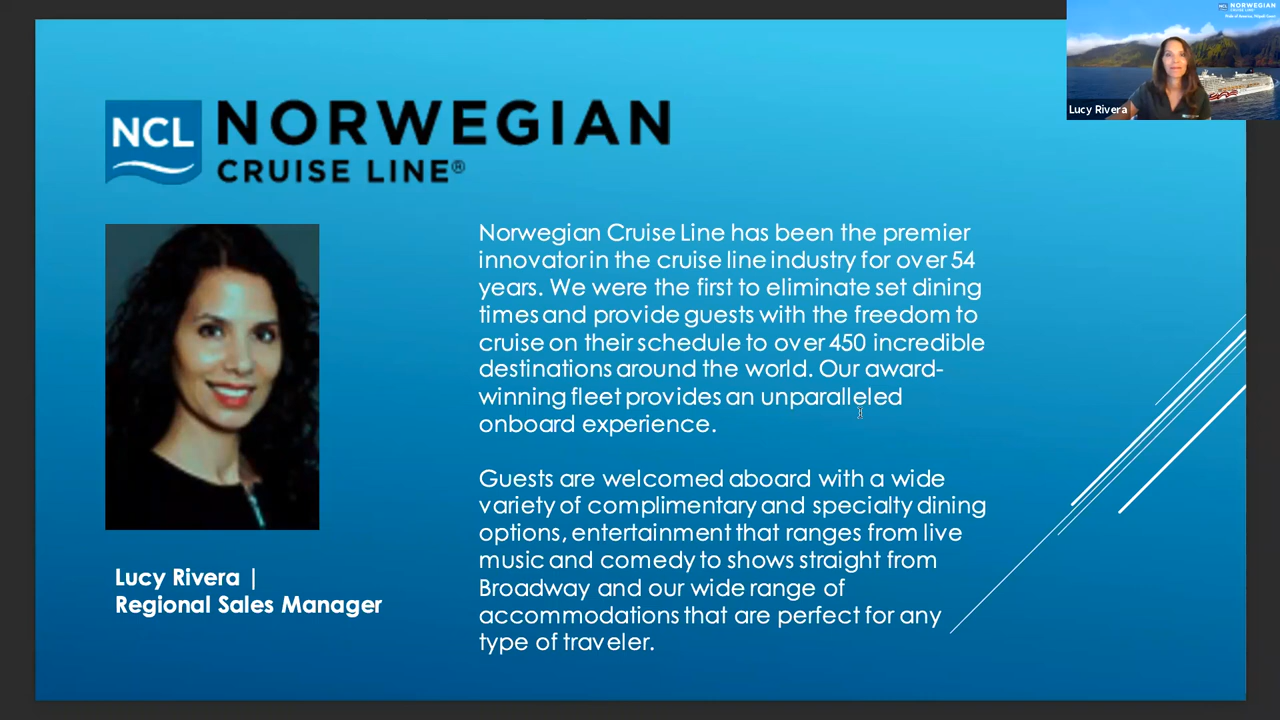 NORWEGIAN
CRUISE LINE
Lucy Rivera
NCL
NORWEGIAN
CRUISE LINE®
Norwegian Cruise Line has been the premier
innovator in the cruise line industry for over 54
years. We were the first to eliminate set dining
times and provide guests with the freedom to
cruise on their schedule to over 450 incredible
destinations around the world. Our award-
winning fleet provides an unparalleled
onboard experience.
Guests are welcomed aboard with a wide
variety of complimentary and specialty dining
options, entertainment that ranges from live
music and comedy to shows straight from
Broadway and our wide range of
accommodations that are perfect for any
type of traveler.
Lucy Rivera |
Regional Sales Manager